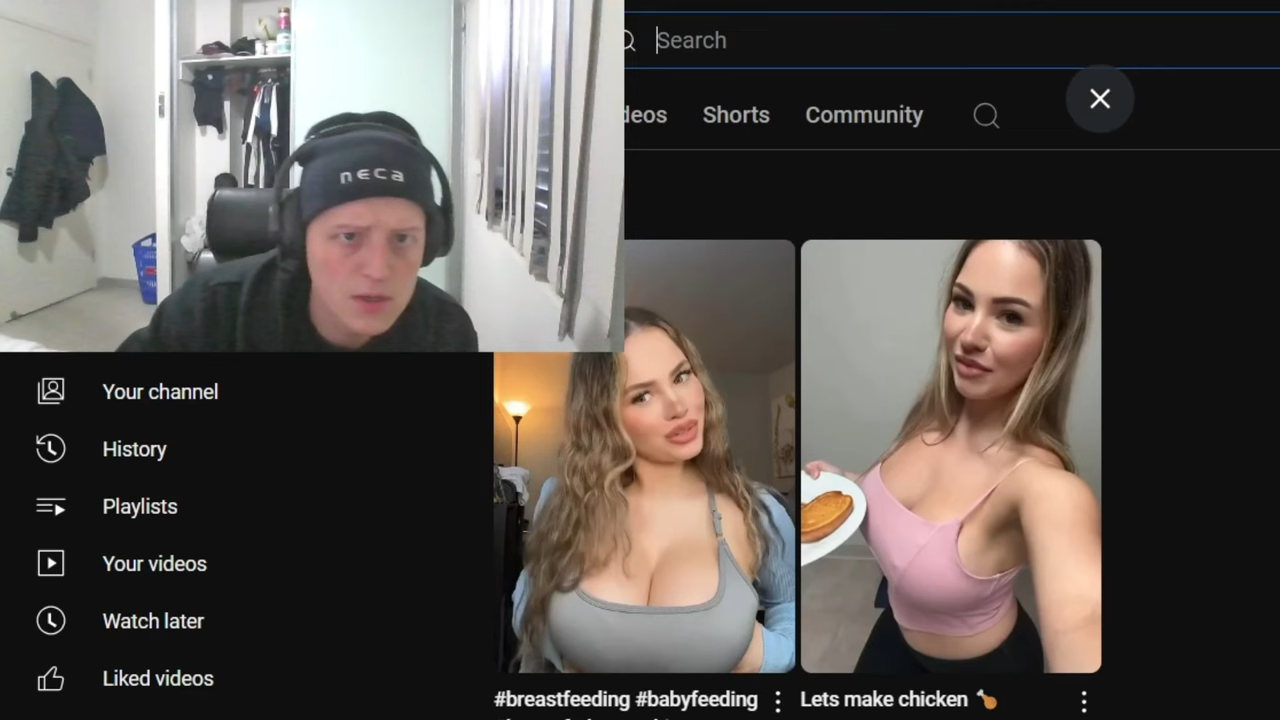 Search
deos
Shorts
Community
neca
Your channel
History
Playlists
Your videos
Watch later
Liked videos
#breastfeeding #babyfeeding
Lets make chicken 🍗